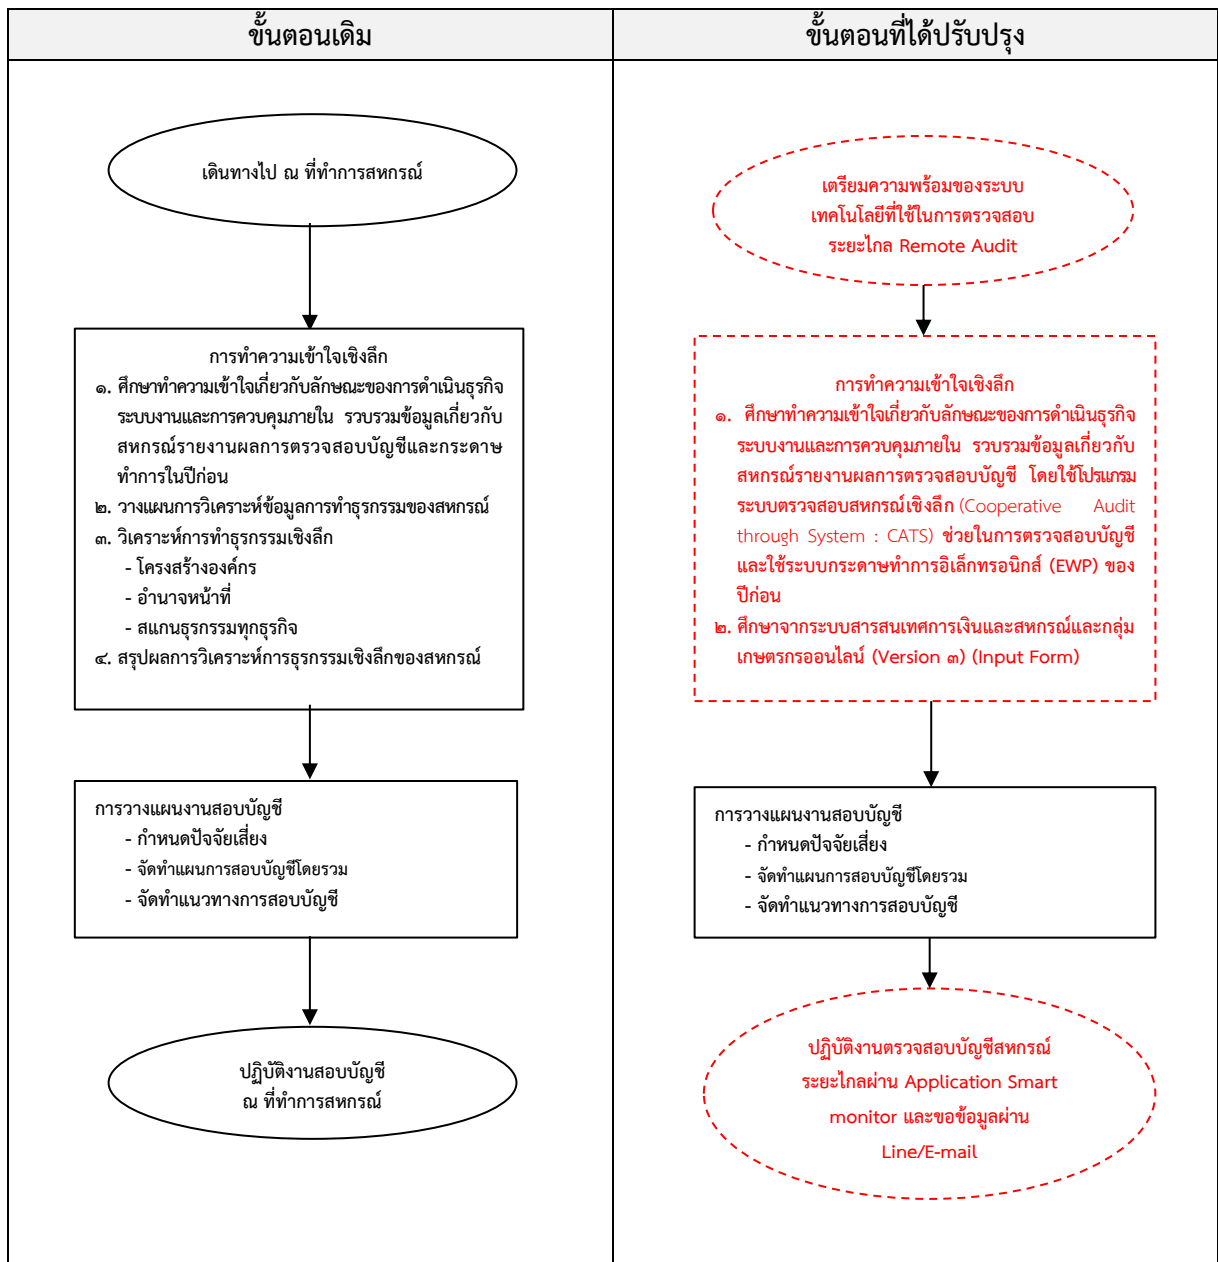 ขั้นตอนเดิม
ขั้นตอนที่ได้ปรับปรุง
เดินทางไป ณ ที่ทำการสหกรณ์
การทำความเข้าใจเชิงลึก
๑. ศึกษาทำความเข้าใจเกี่ยวกับลักษณะของการดำเนินธุรกิจ
ระบบงานและการควบคุมภายใน รวบรวมข้อมูลเกี่ยวกับ
สหกรณ์รายงานผลการตรวจสอบบัญชีและกระดาษ
ทำการในปีก่อน
๒. วางแผนการวิเคราะห์ข้อมูลการทำธุรกรรมของสหกรณ์
๓. วิเคราะห์การทำธุรกรรมเชิงลึก
- โครงสร้างองค์กร
- อำนาจหน้าที่
- สแกนธุรกรรมทุกธุรกิจ
๔. สรุปผลการวิเคราะห์การธุรกรรมเชิงลึกของสหกรณ์
การวางแผนงานสอบบัญชี
- กำหนดปัจจัยเสี่ยง
- จัดทำแผนการสอบบัญชีโดยรวม
- จัดทำแนวทางการสอบบัญชี
ปฏิบัติงานสอบบัญชี
ณ ที่ทำการสหกรณ์
เตรียมความพร้อมของระบบ
เทคโนโลยีที่ใช้ในการตรวจสอบ
ระยะไกล Remote Audit
การทำความเข้าใจเชิงลึก
๑. ศึกษาทำความเข้าใจเกี่ยวกับลักษณะของการดำเนินธุรกิจ
ระบบงานและการควบคุมภายใน รวบรวมข้อมูลเกี่ยวกับ
สหกรณ์รายงานผลการตรวจสอบบัญชี โดยใช้โปรแกรม
ระบบตรวจสอบสหกรณ์เชิงลึก (Cooperative Audit
through System : CATS) ช่วยในการตรวจสอบบัญชี
และใช้ระบบกระดาษทำการอิเล็กทรอนิกส์ (EWP) ของ
ปีก่อน
๒. ศึกษาจากระบบสารสนเทศการเงินและสหกรณ์และกลุ่ม
เกษตรกรออนไลน์ (Version ๓) (Input Form)
การวางแผนงานสอบบัญชี
- กำหนดปัจจัยเสี่ยง
- จัดทำแผนการสอบบัญชีโดยรวม
- จัดทำแนวทางการสอบบัญชี
ปฏิบัติงานตรวจสอบบัญชีสหกรณ์
ระยะไกลผ่าน Application Smart
monitor และขอข้อมูลผ่าน
Line/E-mail